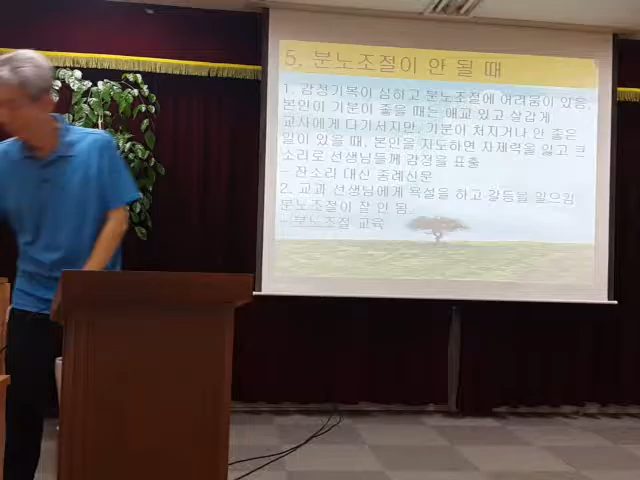 5. 분노조절이 안 될 때
1. 감정기복이 심하고 분노조절에 어려움이 있음.
본인이 기분이 좋을 때는 애교 있고 살갑게
교사에게 다가서지만, 기분이 처지거나 안 좋은
일이 있을 때, 본인을 지도하면 자제력을 잃고 큰
소리로 선생님들께 감정을 표출
- 잔소리 대신 종례신문
2. 교과 선생님에게 욕설을 하고 갈등을 일으킴
분노조절이 잘 안 됨
- 분노조절 교육